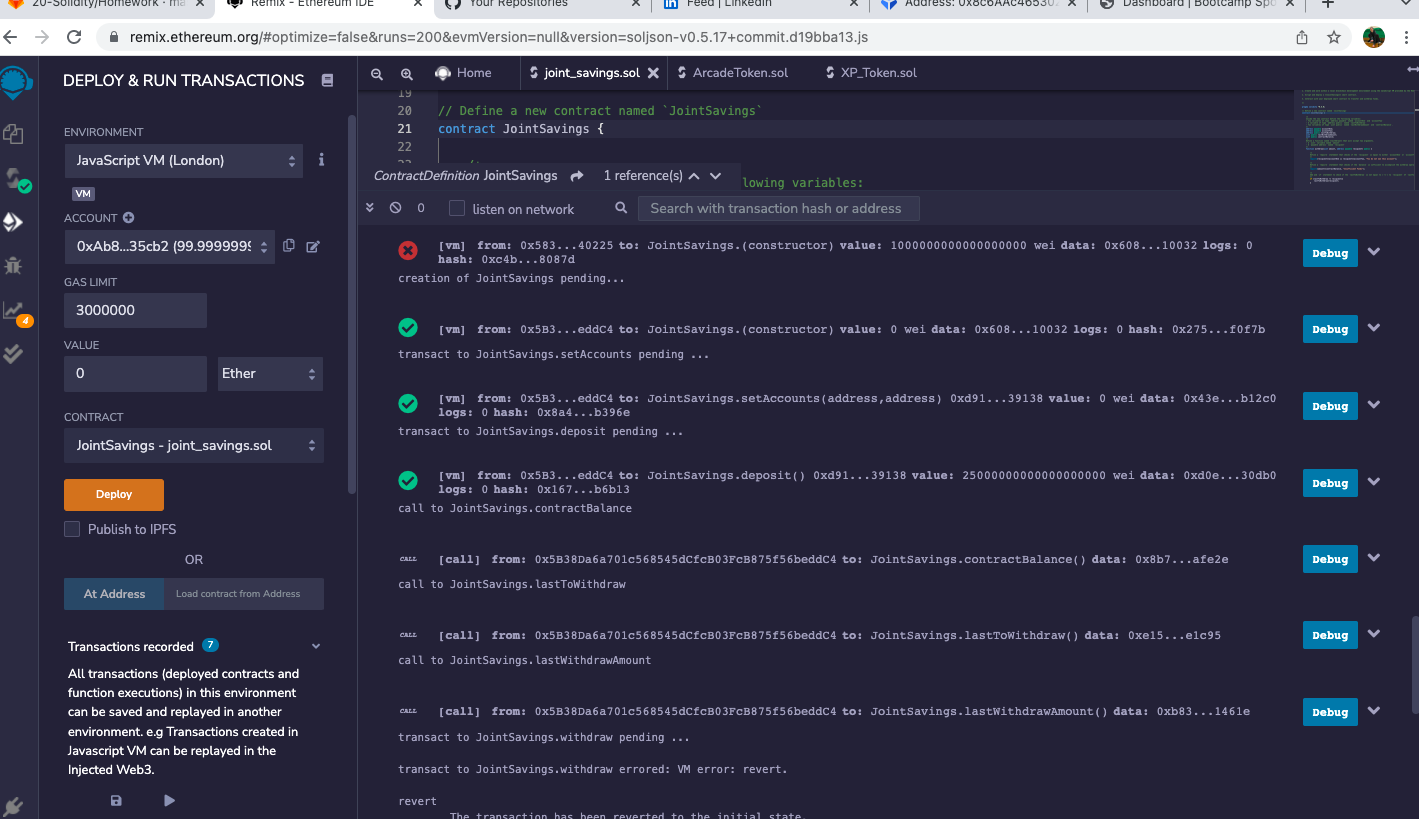 20-Solidity/Homework · ma
Remix - Ethereum IDE
Your Repositories
Feed | LinkedIn
Address: 0x8c6AAc465307
Dashboard | Bootcamp Spo
remix.ethereum.org/#optimize=false&runs=200&evmVersion=null&version=soljson-v0.5.17+commit.d19bba13.js
DEPLOY & RUN TRANSACTIONS
Home
joint_savings.sol
ArcadeToken.sol
XP_Token.sol
19
20 // Define a new contract named `JointSavings`
21 contract JointSavings {
22
23 /*
ContractDefinition JointSavings 1 reference(s)
lowing variables:
0
listen on network
Search with transaction hash or address
ENVIRONMENT
JavaScript VM (London)
VM
ACCOUNT
0xAb8...35cb2 (99.9999999
GAS LIMIT
3000000
VALUE
0
Ether
CONTRACT
JointSavings - joint_savings.sol
Deploy
Publish to IPFS
OR
At Address
Load contract from Address
4
Transactions recorded 7
All transactions (deployed contracts and
function executions) in this environment
can be saved and replayed in another
environment. e.g Transactions created in
Javascript VM can be replayed in the
Injected Web3.
[vm] from: 0x583...40225 to: JointSavings.(constructor) value: 1000000000000000000 wei data: 0x608...10032 logs: 0
hash: 0xc4b...8087d
Debug
creation of JointSavings pending...
[vm] from: 0x5B3...eddC4 to: JointSavings.(constructor) value: 0 wei data: 0x608...10032 logs: 0 hash: 0x275...f0f7b
Debug
transact to JointSavings.setAccounts pending ...
[vm] from: 0x5B3...eddC4 to: JointSavings.setAccounts(address,address) 0xd91...39138 value: 0 wei data: 0x43e...b12c0
logs: 0 hash: 0x8a4...b396e
Debug
transact to JointSavings.deposit pending ...
[vm] from: 0x5B3...eddC4 to: JointSavings.deposit() 0xd91...39138 value: 25000000000000000000 wei data: 0xd0e...30db0
logs: 0 hash: 0x167...b6b13
Debug
call to JointSavings.contractBalance
CALL [call] from: 0x5B38Da6a701c568545dCfcB03FcB875f56beddC4 to: JointSavings.contractBalance() data: 0x8b7...afe2e
Debug
call to JointSavings.lastToWithdraw
CALL [call] from: 0x5B38Da6a701c568545dCfcB03FcB875f56beddC4 to: JointSavings.lastToWithdraw() data: 0xe15...e1c95
Debug
call to JointSavings.lastWithdrawAmount
CALL [call] from: 0x5B38Da6a701c568545dCfcB03FcB875f56beddC4 to: JointSavings.lastWithdrawAmount() data: 0xb83...1461e
Debug
transact to JointSavings.withdraw pending ...
transact to JointSavings.withdraw errored: VM error: revert.
revert
The transaction has been reverted to the initial state.